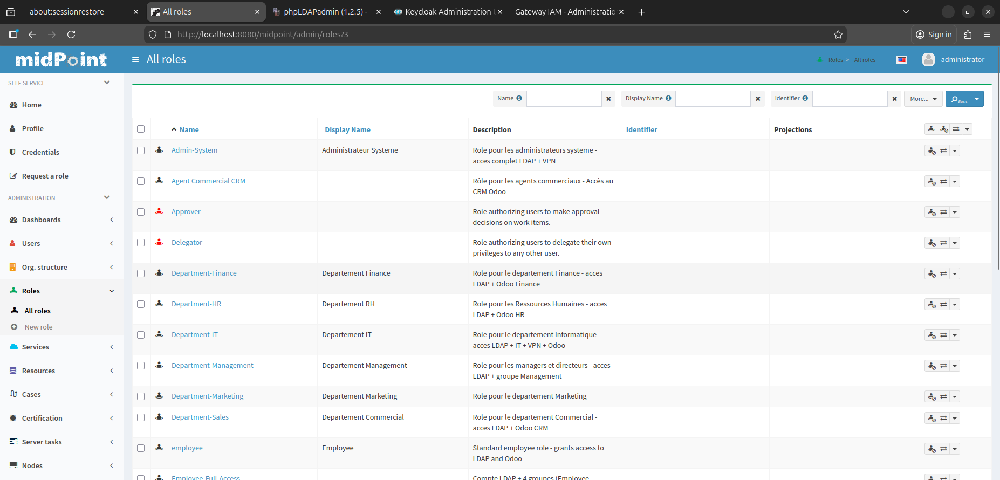 about:sessionrestore
All roles
phpLDAPadmin (1.2.5) -
Keycloak Administration
Gateway IAM - Administratio
http://localhost:8080/midpoint/admin/roles?3
Sign in
midPoint
All roles
Roles > All roles
administrator
SELF SERVICE
Home
Profile
Credentials
Request a role
ADMINISTRATION
Dashboards
Users
Org. structure
Roles
All roles
New role
Services
Resources
Cases
Certification
Server tasks
Nodes
Name
Display Name
Identifier
More...
Basic
Name Display Name Description Identifier Projections
Admin-System Administrateur Systeme Role pour les administrateurs systeme -
acces complet LDAP + VPN
Agent Commercial CRM Rôle pour les agents commerciaux - Accès au
CRM Odoo
Approver Role authorizing users to make approval
decisions on work items.
Delegator Role authorizing users to delegate their own
privileges to any other user.
Department-Finance Departement Finance Role pour le departement Finance - acces
LDAP + Odoo Finance
Department-HR Departement RH Role pour les Ressources Humaines - acces
LDAP + Odoo HR
Department-IT Departement IT Role pour le departement Informatique -
acces LDAP + IT + VPN + Odoo
Department-Management Departement Management Role pour les managers et directeurs - acces
LDAP + groupe Management
Department-Marketing Departement Marketing Role pour le departement Marketing
Department-Sales Departement Commercial Role pour le departement Commercial -
acces LDAP + Odoo CRM
employee Employee Standard employee role - grants access to
LDAP and Odoo
Employee-Full-Access Compte LDAP + 4 groupes (Employee,